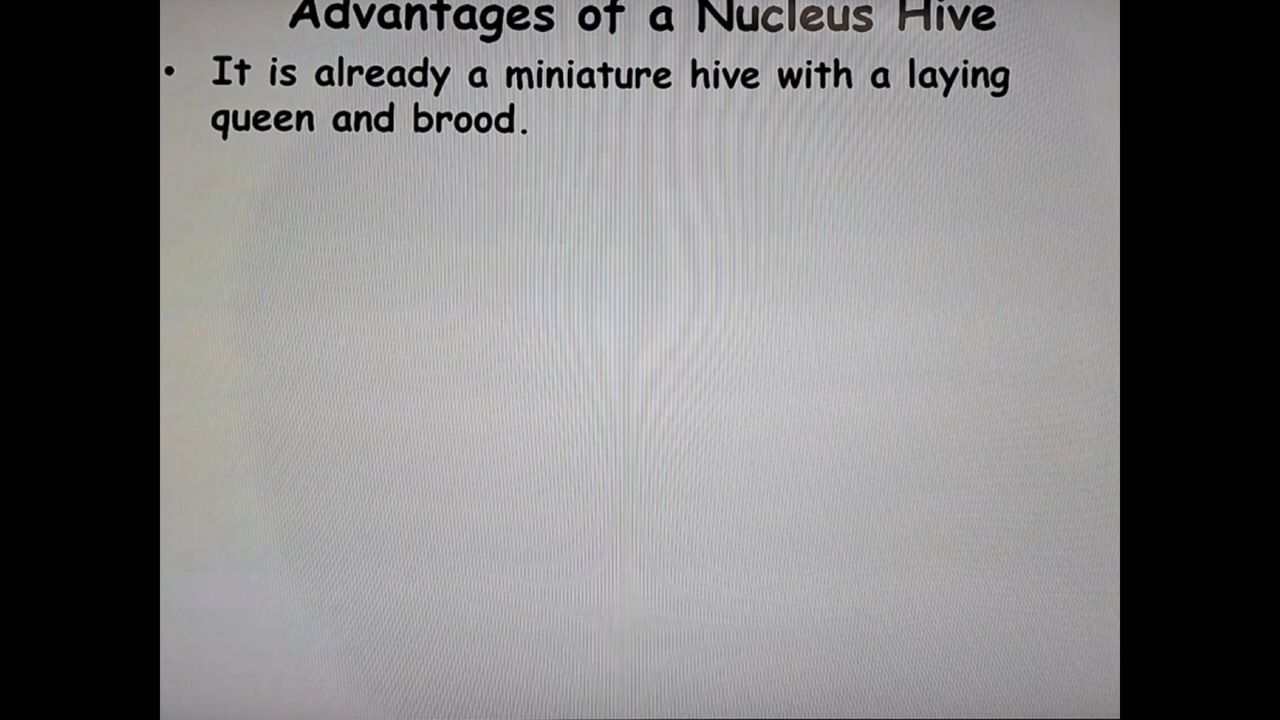 Advantages of a Nucleus Hive
• It is already a miniature hive with a laying
queen and brood.